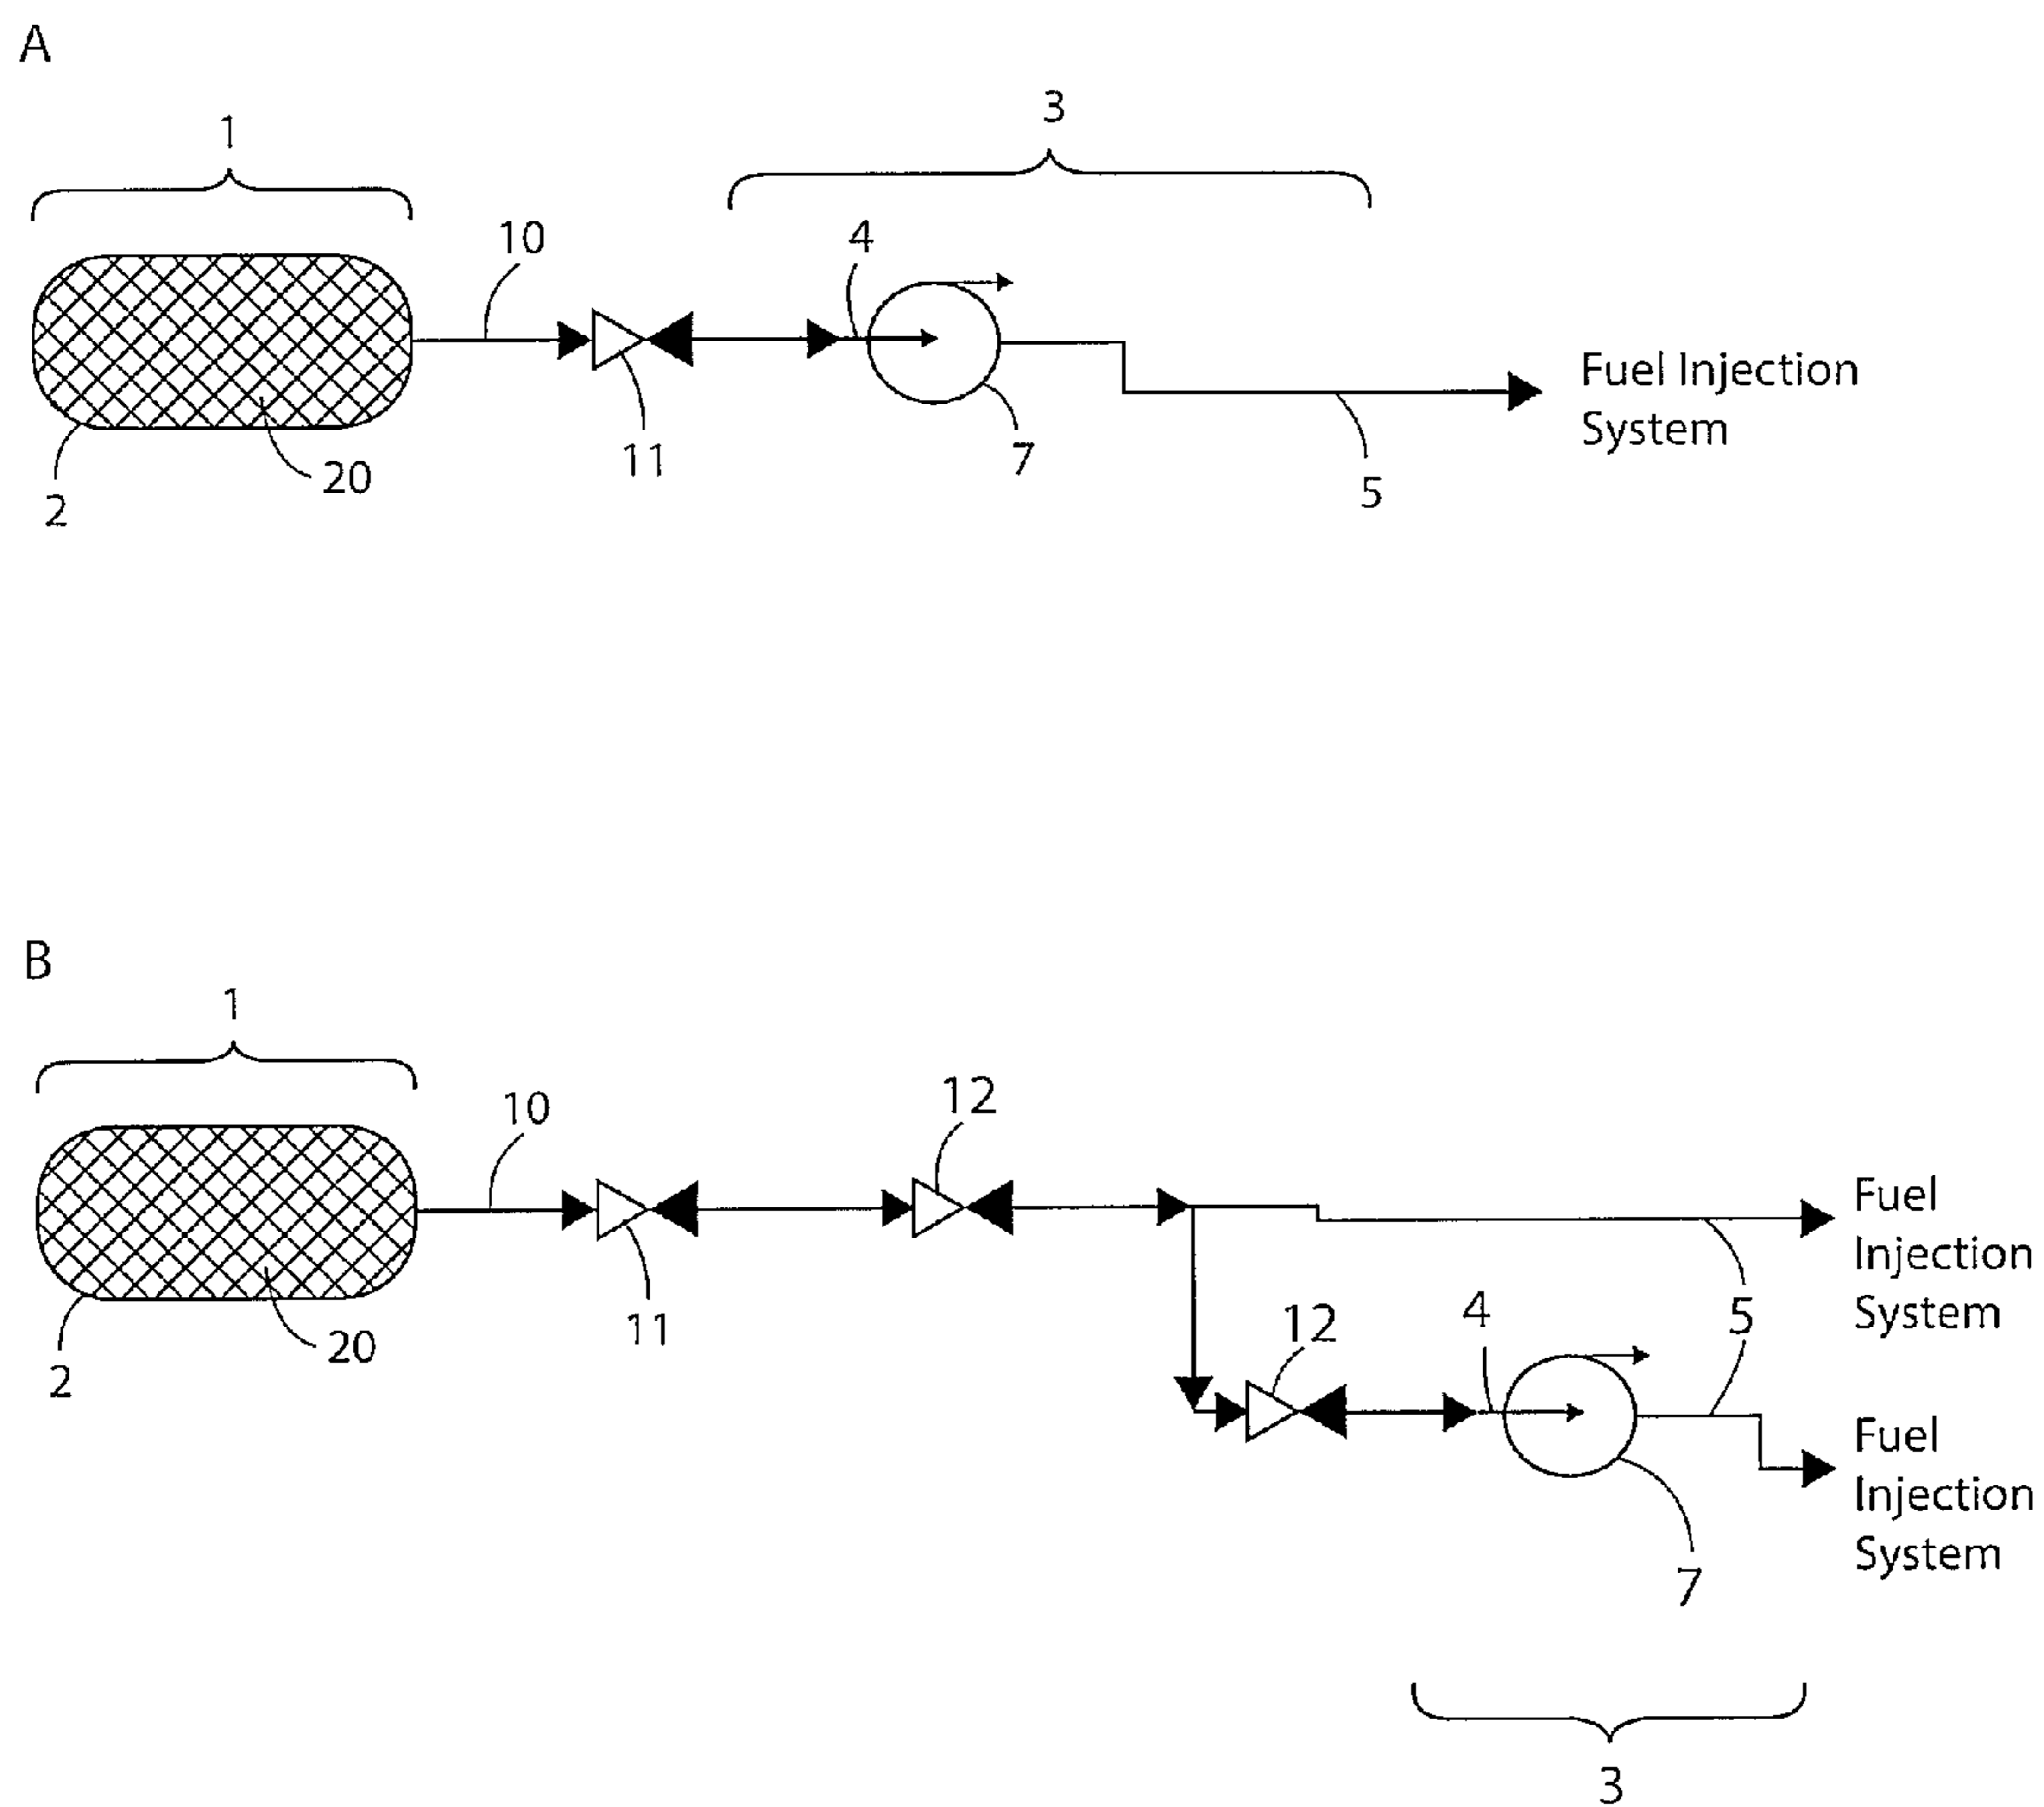 A
1
3
10
4
Fuel Injection
System
11
7
20
5
2
B
1
12
10
Fuel
Injection
System
12
4
5
11
20
2
Fuel
Injection
System
7
3